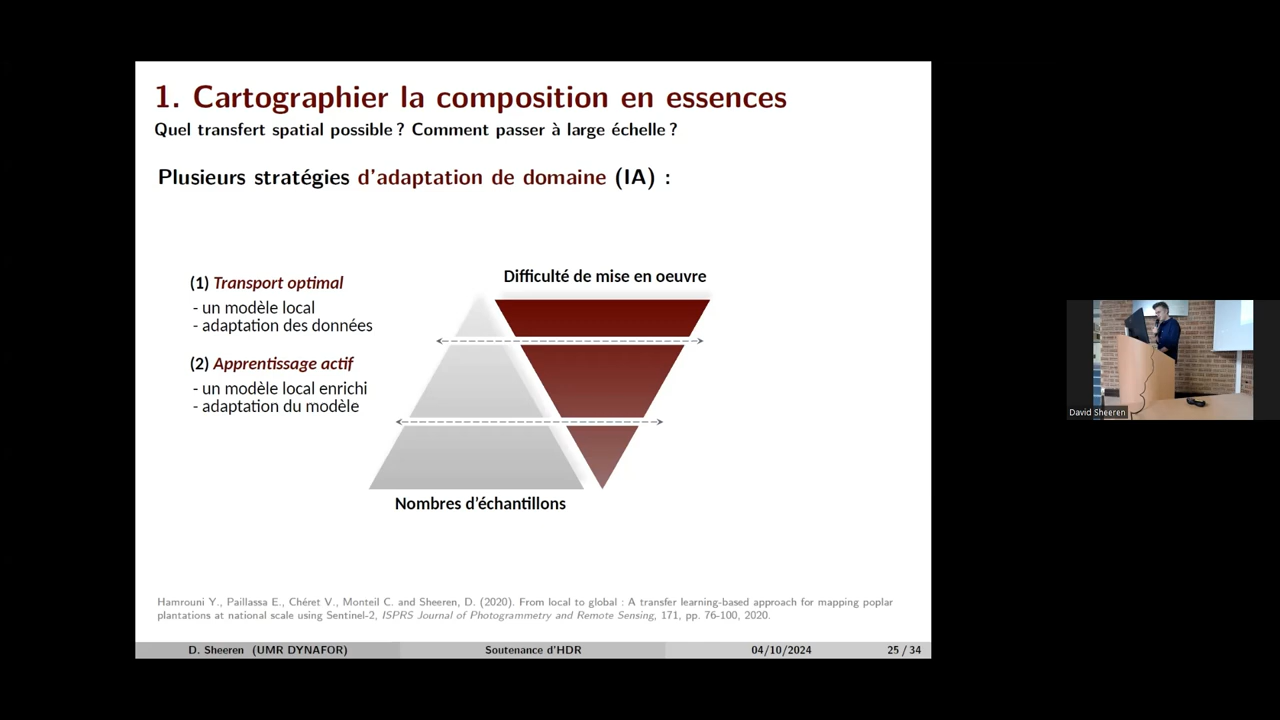 1. Cartographier la composition en essences
Quel transfert spatial possible ? Comment passer à large échelle ?
Plusieurs stratégies d'adaptation de domaine (IA) :
(1) Transport optimal
- un modèle local
- adaptation des données
(2) Apprentissage actif
- un modèle local enrichi
- adaptation du modèle
Difficulté de mise en oeuvre
Nombres d'échantillons
Hamrouni Y., Paillassa E., Chéret V., Monteil C. and Sheeren, D. (2020). From local to global : A transfer learning-based approach for mapping poplar
plantations at national scale using Sentinel-2, ISPRS Journal of Photogrammetry and Remote Sensing, 171, pp. 76-100, 2020.
D. Sheeren (UMR DYNAFOR) Soutenance d'HDR 04/10/2024 25 / 34
David Sheeren